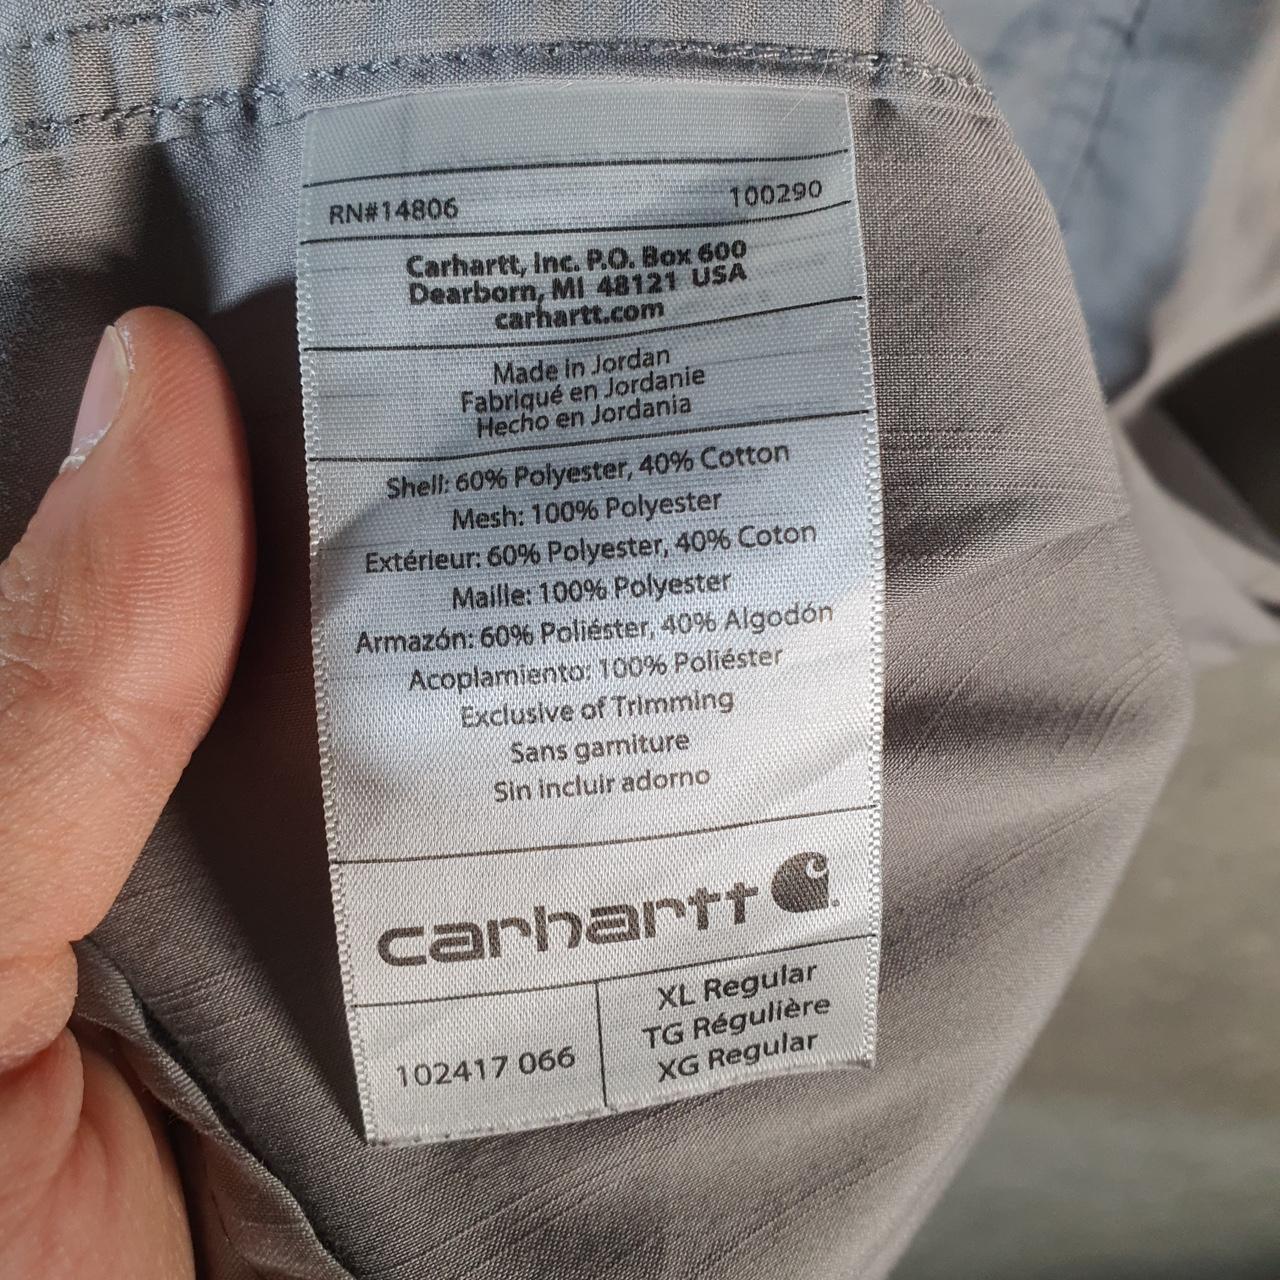 RN#14806 100290
Carhartt, Inc. P.O. Box 600
Dearborn, MI 48121 USA
carhartt.com
Made in Jordan
Fabriqué en Jordanie
Hecho en Jordania
Shell: 60% Polyester, 40% Cotton
Mesh: 100% Polyester
Extérieur: 60% Polyester, 40% Coton
Maille: 100% Polyester
Armazón: 60% Poliéster, 40% Algodón
Acoplamiento: 100% Poliéster
Exclusive of Trimming
Sans garniture
Sin incluir adorno
carhartt
102417 066
XL Regular
TG Régulière
XG Regular